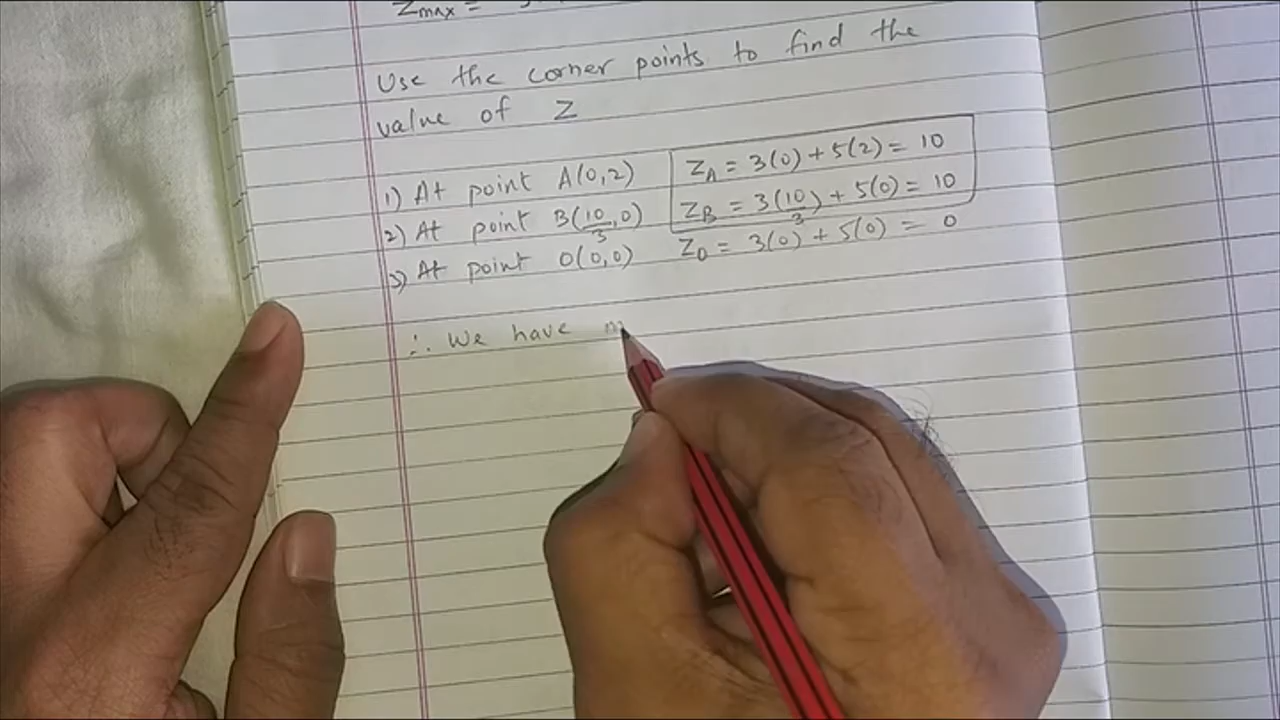 Zmax =
Use the corner points to find the
value of Z
1) At point A(0,2) ZA = 3(0) + 5(2) = 10
2) At point B(10/3,0) ZB = 3(10/3) + 5(0) = 10
3) At point O(0,0) ZO = 3(0) + 5(0) = 0
∴ We have